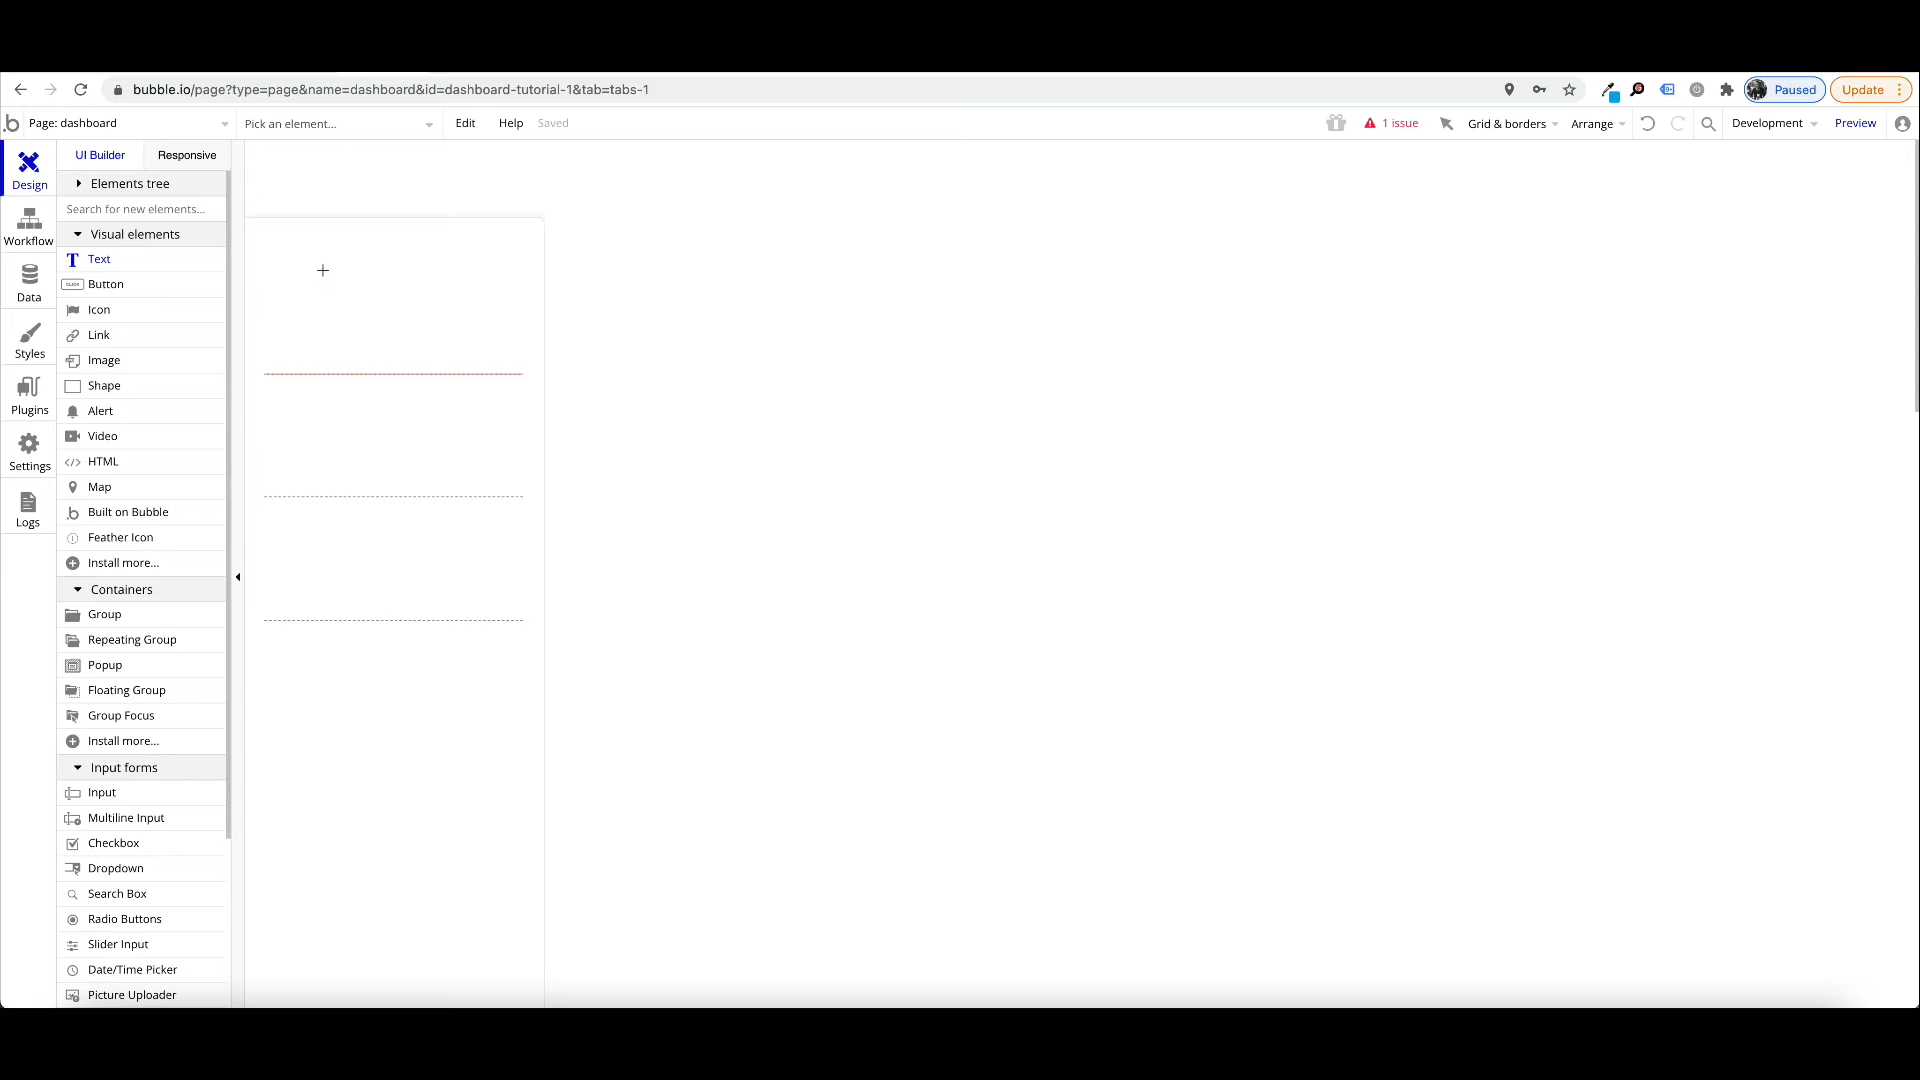 bubble.io/page?type=page&name=dashboard&id=dashboard-tutorial-1&tab=tabs-1
Paused
Update
b
Page: dashboard
Pick an element...
Edit
Help
Saved
1 issue
Grid & borders
Arrange
Development
Preview
UI Builder
Responsive
Design
Workflow
Data
Styles
Plugins
Settings
Logs
Elements tree
Search for new elements...
Visual elements
Text
CLICK
Button
Icon
Link
Image
Shape
Alert
Video
HTML
Map
Built on Bubble
Feather Icon
Install more...
Containers
Group
Repeating Group
Popup
Floating Group
Group Focus
Install more...
Input forms
Input
Multiline Input
Checkbox
Dropdown
Search Box
Radio Buttons
Slider Input
Date/Time Picker
Picture Uploader